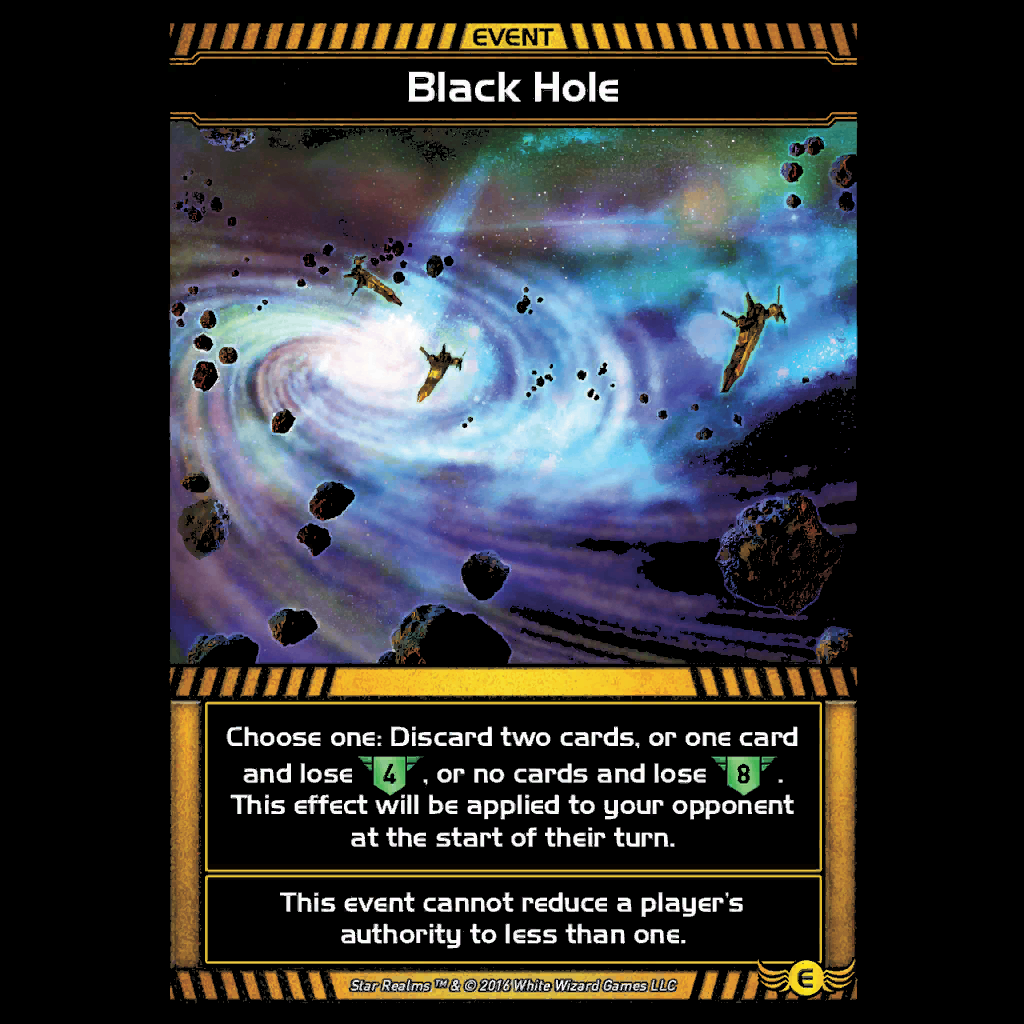 EVENT
Black Hole
Choose one: Discard two cards, or one card
and lose 4 , or no cards and lose 8 .
This effect will be applied to your opponent
at the start of their turn.
This event cannot reduce a player's
authority to less than one.
Star Realms ™ & © 2016 White Wizard Games LLC
E